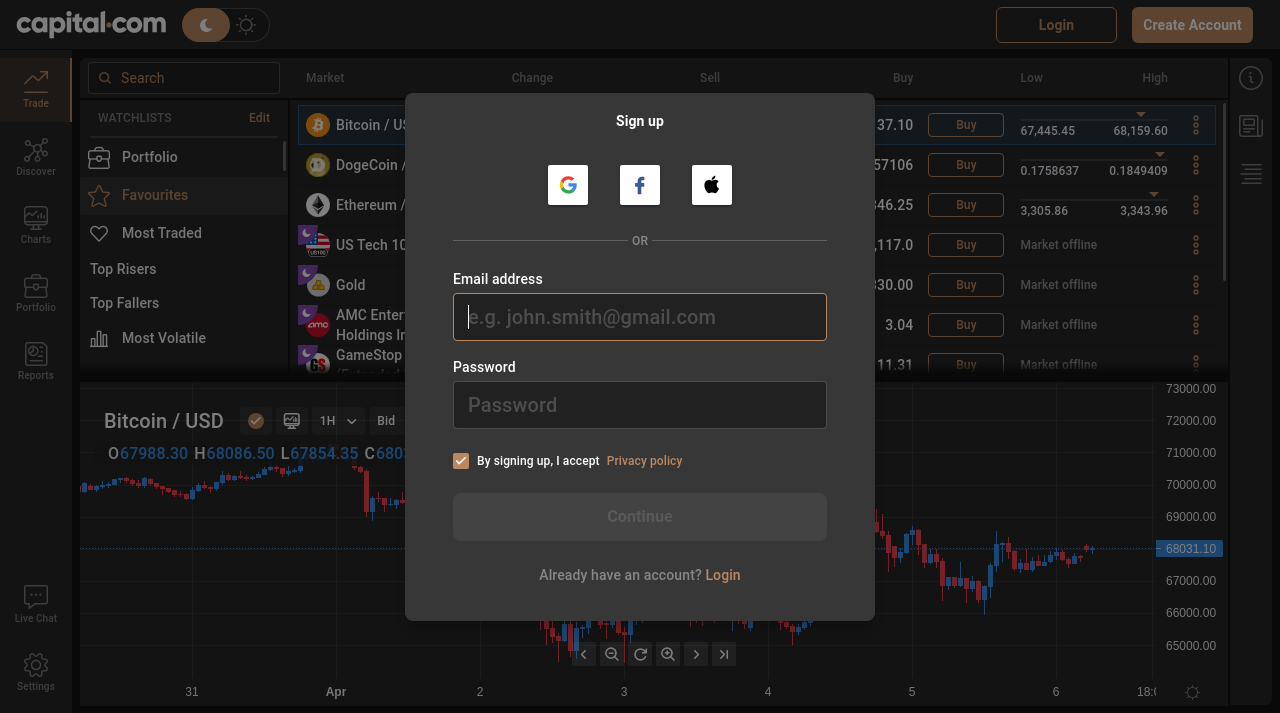 capital.com
Login
Create Account
Trade
Discover
Charts
Portfolio
Reports
Live Chat
Settings
Search
WATCHLISTS Edit
Portfolio
Favourites
Most Traded
Top Risers
Top Fallers
Most Volatile
Market Change Sell Buy Low High
Bitcoin / US 37.10 Buy 67,445.45 68,159.60
DogeCoin / 57106 Buy 0.1758637 0.1849409
Ethereum / 346.25 Buy 3,305.86 3,343.96
US Tech 10 ,117.0 Buy Market offline
Gold 330.00 Buy Market offline
AMC Enter
Holdings In 3.04 Buy Market offline
GameStop 11.31 Buy Market offline
(Extended
Sign up
OR
Email address
e.g. john.smith@gmail.com
Password
Password
By signing up, I accept Privacy policy
Continue
Already have an account? Login
Bitcoin / USD 1H Bid
O67988.30 H68086.50 L67854.35 C680
73000.00
72000.00
71000.00
70000.00
69000.00
68031.10
67000.00
66000.00
65000.00
31 Apr 2 3 4 5 6 18:0